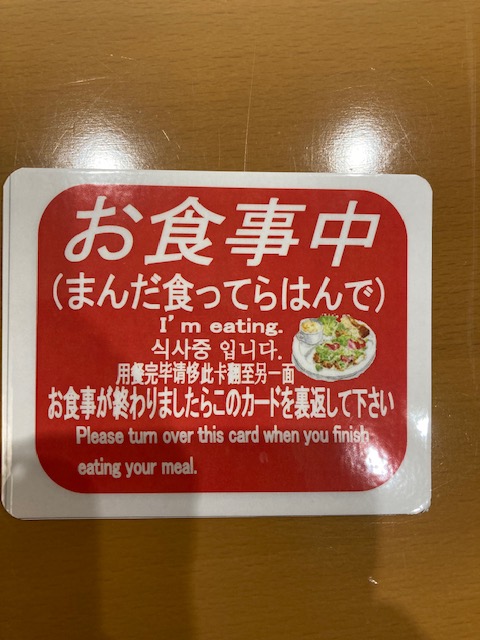 お食事中
(まんだ食ってらはんで)
I'm eating.
식사중 입니다.
用餐完毕请侈此卡翻至另一面
お食事が終わりましたらこのカードを裏返して下さい
Please turn over this card when you finish
eating your meal.